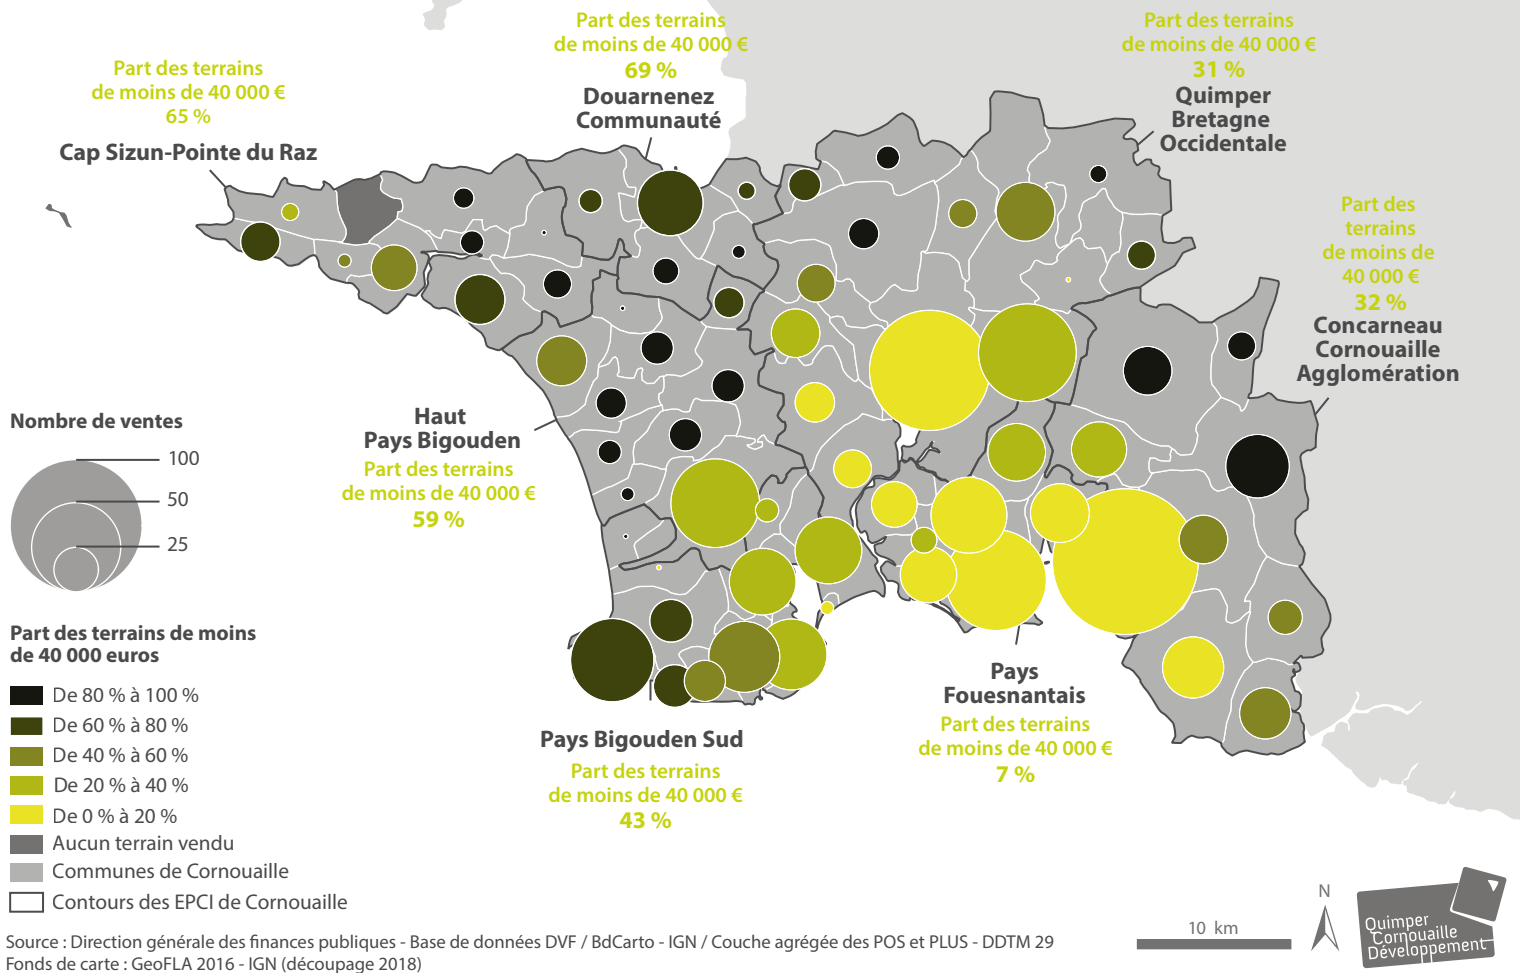 Part des terrains
de moins de 40 000 €
65 %
Cap Sizun-Pointe du Raz
Part des terrains
de moins de 40 000 €
69 %
Douarnenez
Communauté
Part des terrains
de moins de 40 000 €
31 %
Quimper
Bretagne
Occidentale
Part des
terrains
de moins de
40 000 €
32 %
Concarneau
Cornouaille
Agglomération
Haut
Pays Bigouden
Part des terrains
de moins de 40 000 €
59 %
Pays Bigouden Sud
Part des terrains
de moins de 40 000 €
43 %
Pays
Fouesnantais
Part des terrains
de moins de 40 000 €
7 %
Nombre de ventes
100
50
25
Part des terrains de moins
de 40 000 euros
De 80 % à 100 %
De 60 % à 80 %
De 40 % à 60 %
De 20 % à 40 %
De 0 % à 20 %
Aucun terrain vendu
Communes de Cornouaille
Contours des EPCI de Cornouaille
Source : Direction générale des finances publiques - Base de données DVF / BdCarto - IGN / Couche agrégée des POS et PLUS - DDTM 29
Fonds de carte : GeoFLA 2016 - IGN (découpage 2018)
10 km
N
Quimper
Cornouaille
Développement